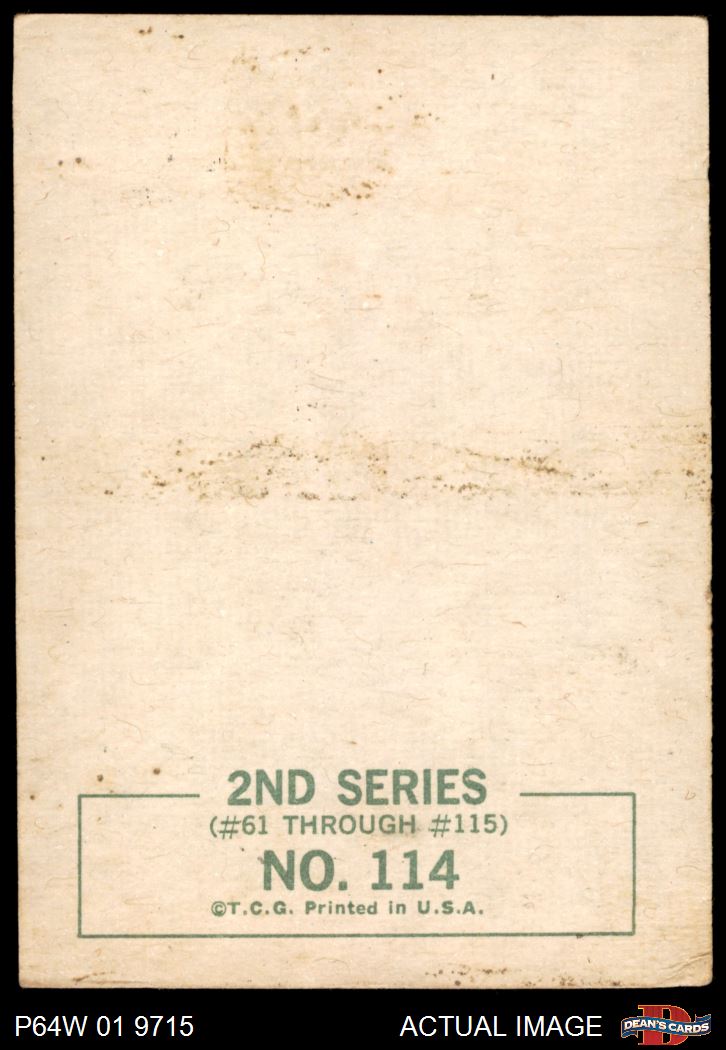 2ND SERIES
(#61 THROUGH #115)
NO. 114
©T.C.G. Printed in U.S.A.
P64W 01 9715
ACTUAL IMAGE
D
DEAN'S CARDS